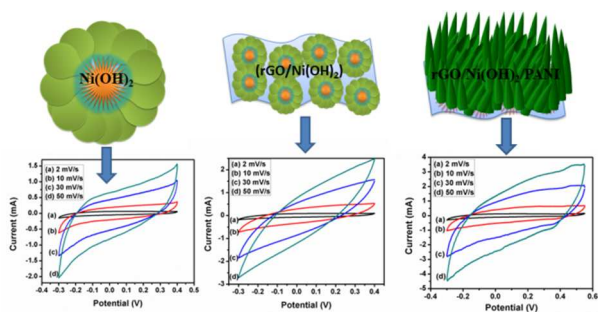 Ni(OH)2
(rGO/Ni(OH)2)
rGO/Ni(OH)2/PANI
(a) 2 mV/s
(b) 10 mV/s
(c) 30 mV/s
(d) 50 mV/s
1.5
1.0
0.5
0.0
-0.5
-1.0
-1.5
-2.0
Current (mA)
(a)
(b)
(c)
(d)
-0.4 -0.3 -0.2 -0.1 0.0 0.1 0.2 0.3 0.4 0.5
Potential (V)
(a) 2 mV/s
(b) 10 mV/s
(c) 30 mV/s
(d) 50 mV/s
2
1
0
-1
-2
-3
Current (mA)
(a)
(b)
(c)
(d)
-0.3 -0.2 -0.1 0.0 0.1 0.2 0.3 0.4
Potential (V)
(a) 2 mV/s
(b) 10 mV/s
(c) 30 mV/s
(d) 50 mV/s
4
3
2
1
0
-1
-2
-3
-4
-5
Current (mA)
(a)
(b)
(c)
(d)
-0.4 -0.2 0.0 0.2 0.4 0.6
Potential (V)